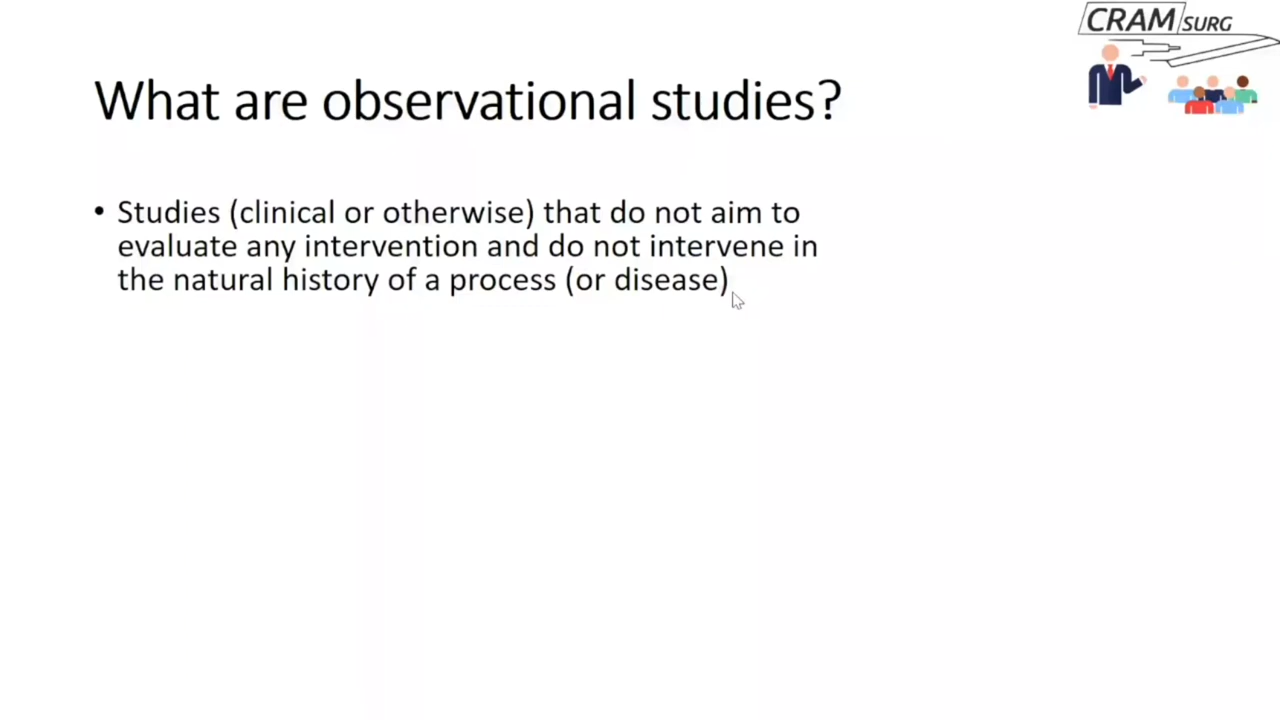 CRAM SURG
What are observational studies?
• Studies (clinical or otherwise) that do not aim to
evaluate any intervention and do not intervene in
the natural history of a process (or disease)